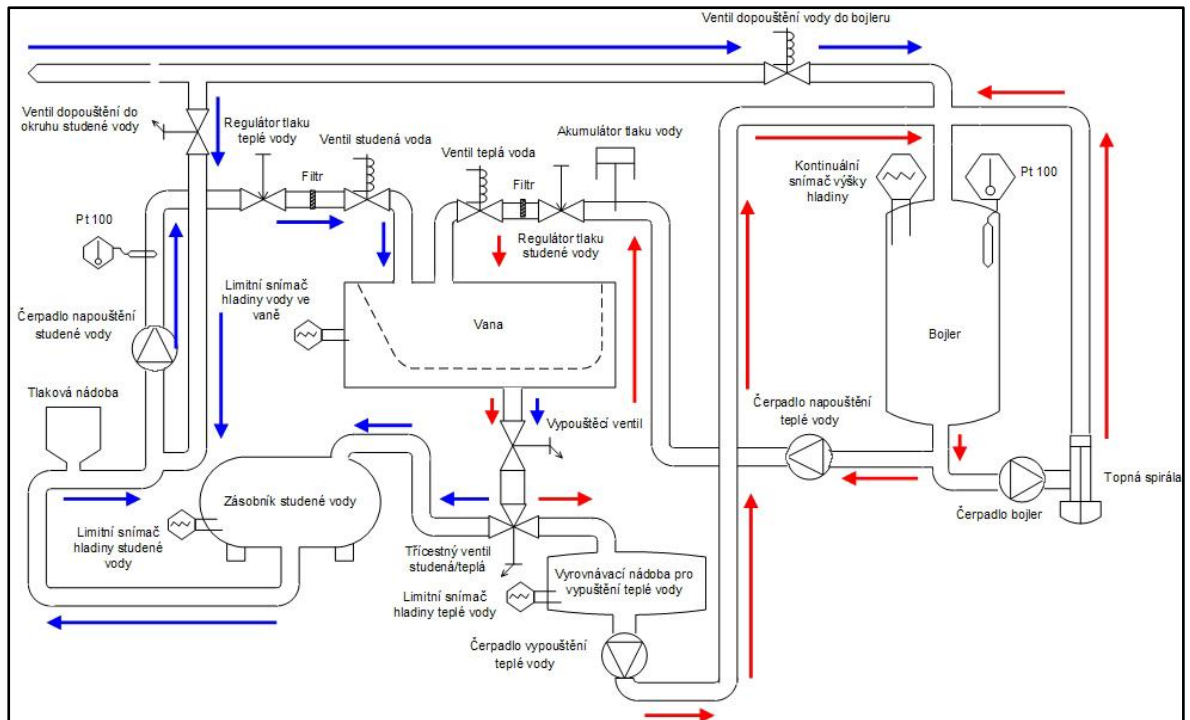 Ventil dopouštění vody do bojleru
Ventil dopouštění do
okruhu studené vody
Regulátor tlaku
teplé vody
Ventil studená voda
Akumulátor tlaku vody
Ventil teplá voda
Filtr
Filtr
Kontinuální
snímač výšky
hladiny
Pt 100
Pt 100
Regulátor tlaku
studené vody
Limitní snímač
hladiny vody ve
vaně
Vana
Bojler
Čerpadlo napouštění
studené vody
Tlaková nádoba
Čerpadlo napouštění
teplé vody
Vypouštěcí ventil
Topná spirála
Čerpadlo bojler
Zásobník studené vody
Limitní snímač
hladiny studené
vody
Třícestný ventil
studená/teplá
Vyrovnávací nádoba pro
vypuštění teplé vody
Limitní snímač
hladiny teplé vody
Čerpadlo vypouštění
teplé vody